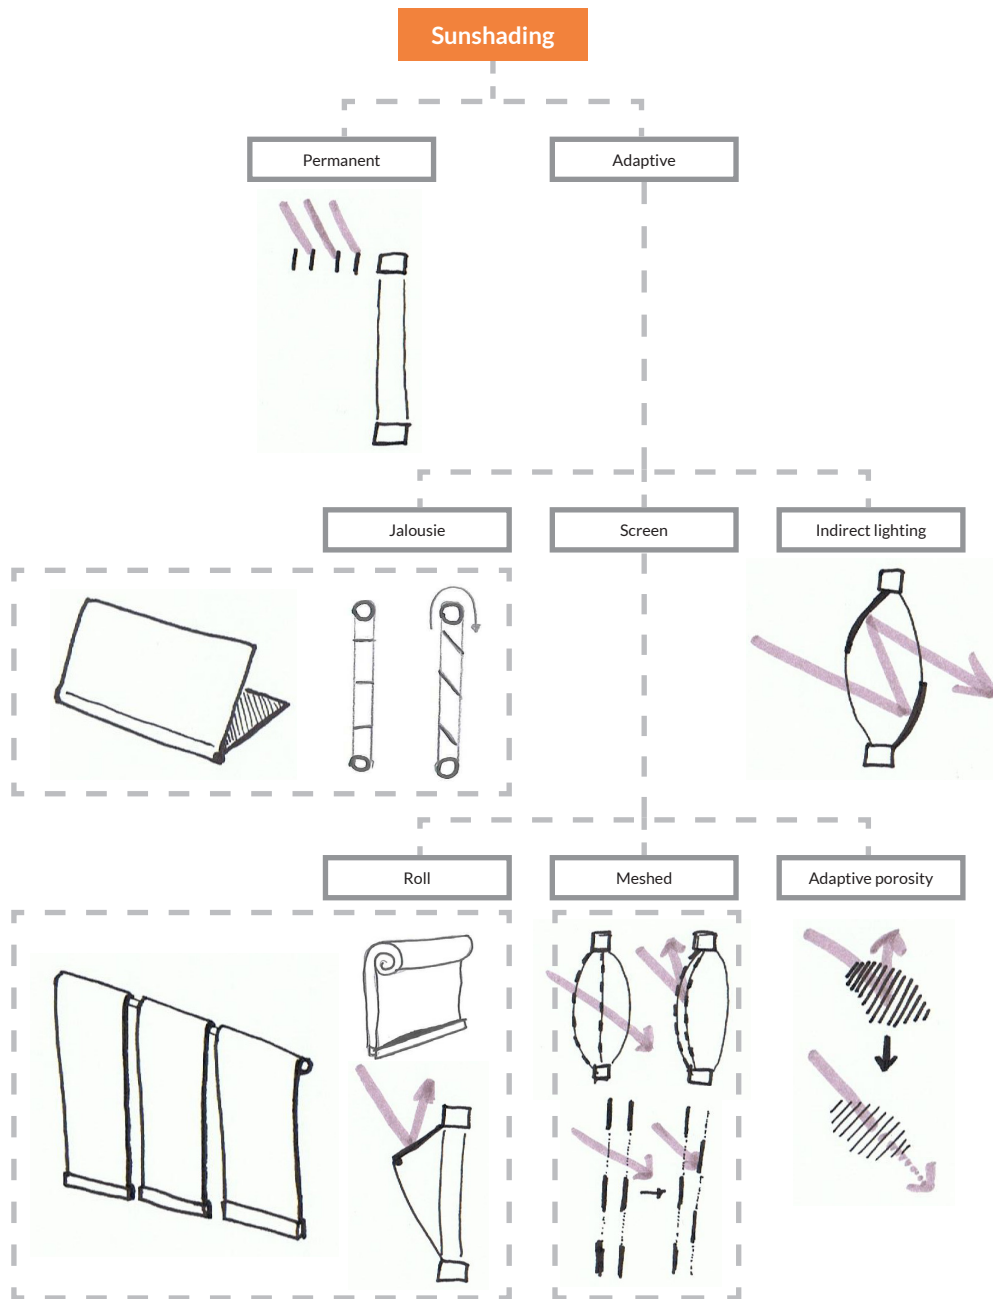 Sunshading
Permanent
Adaptive
Jalousie
Screen
Indirect lighting
Roll
Meshed
Adaptive porosity